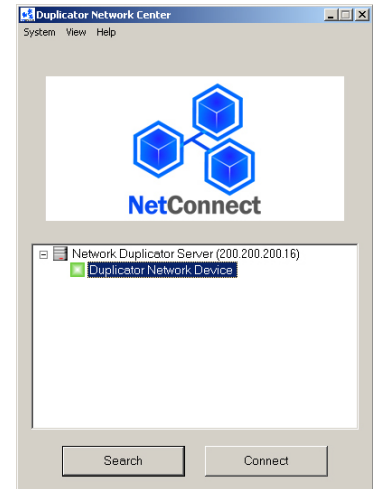 Duplicator Network Center
System View Help
NetConnect
Network Duplicator Server (200.200.200.16)
Duplicator Network Device
Search Connect